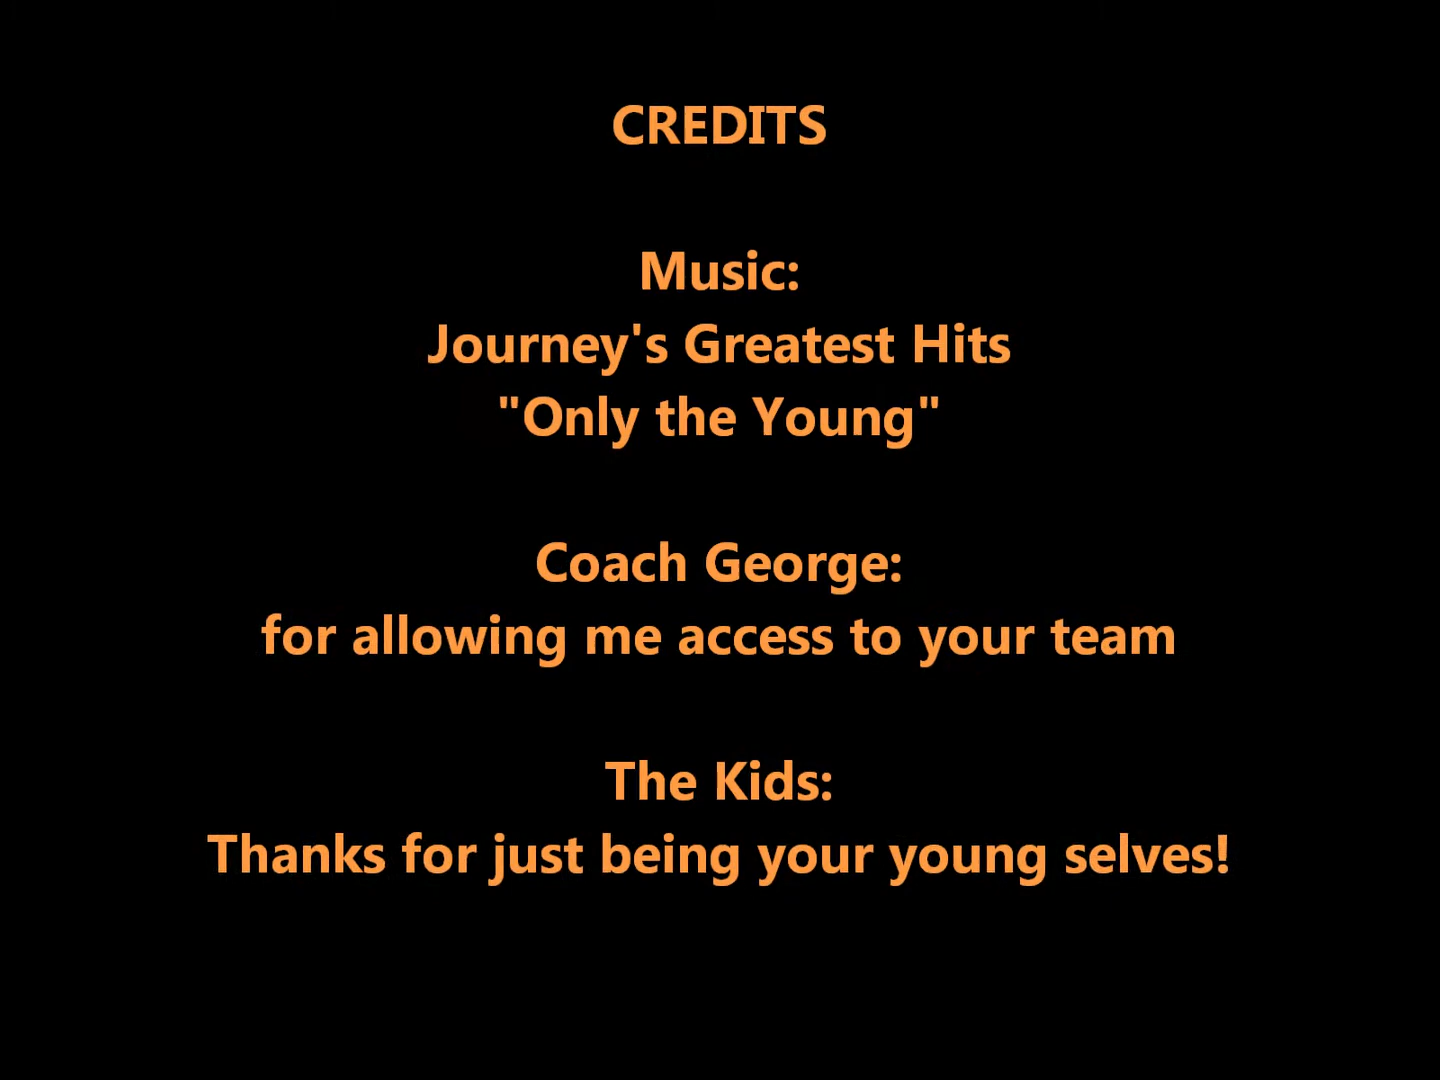 CREDITS
Music:
Journey's Greatest Hits
"Only the Young"
Coach George:
for allowing me access to your team
The Kids:
Thanks for just being your young selves!